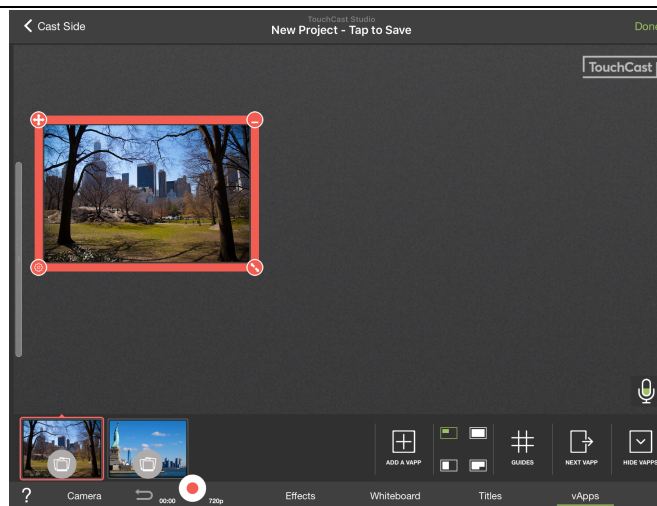 TouchCast Studio
Cast Side
New Project - Tap to Save
Done
TouchCast
ADD A VAPP
GUIDES
NEXT VAPP
HIDE VAPPS
?
Camera
00:00
720p
Effects
Whiteboard
Titles
vApps